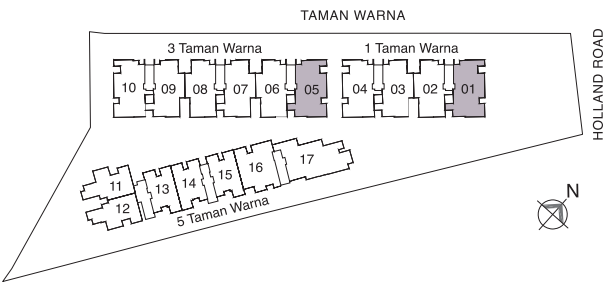 TAMAN WARNA
3 Taman Warna
1 Taman Warna
HOLLAND ROAD
10 09 08 07 06 05
04 03 02 01
11 12 13 14 15 16 17
5 Taman Warna
N